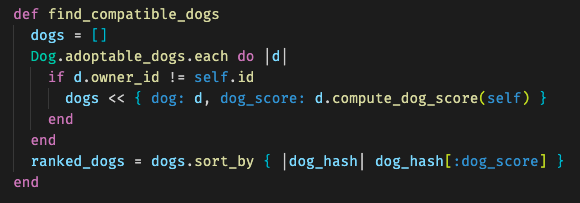 def find_compatible_dogs
  dogs = []
  Dog.adoptable_dogs.each do |d|
    if d.owner_id != self.id
      dogs << { dog: d, dog_score: d.compute_dog_score(self) }
    end
  end
  ranked_dogs = dogs.sort_by { |dog_hash| dog_hash[:dog_score] }
end